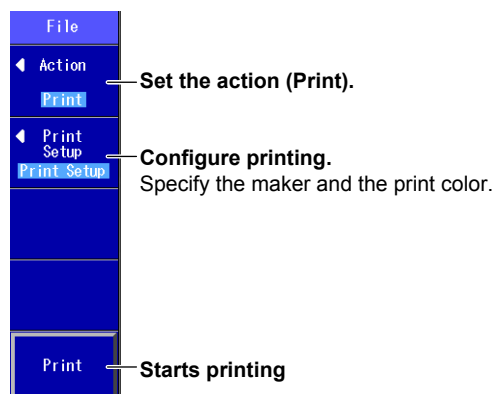 File
Action
Print
Set the action (Print).
Print
Setup
Print Setup
Configure printing.
Specify the maker and the print color.
Print
Starts printing